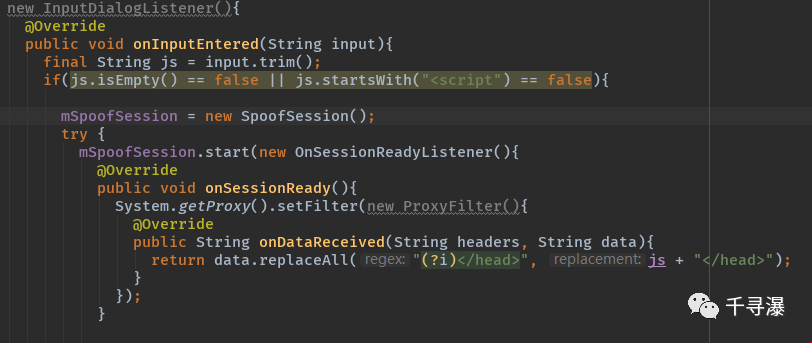 new InputDialogListener(){
@Override
public void onInputEntered(String input){
final String js = input.trim();
if(js.isEmpty() == false || js.startsWith("<script") == false){
mSpoofSession = new SpoofSession();
try {
mSpoofSession.start(new OnSessionReadyListener(){
@Override
public void onSessionReady(){
System.getProxy().setFilter(new ProxyFilter(){
@Override
public String onDataReceived(String headers, String data){
return data.replaceAll( regex: "(?i)</head>", replacement: js + "</head>");
}
});
}
千寻瀑